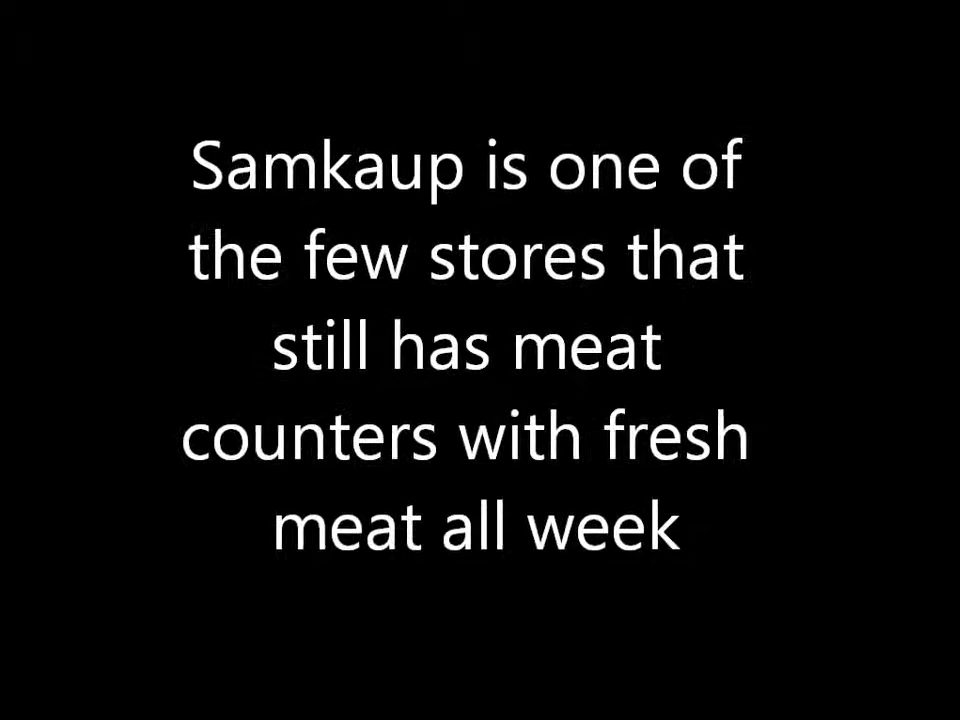 Samkaup is one of
the few stores that
still has meat
counters with fresh
meat all week